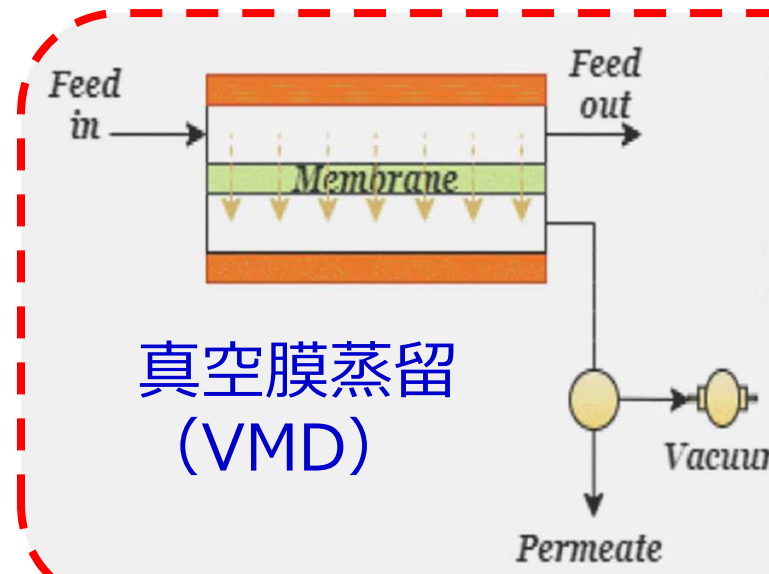 Feed
in
Feed
out
Membrane
真空膜蒸留
（VMD）
Permeate